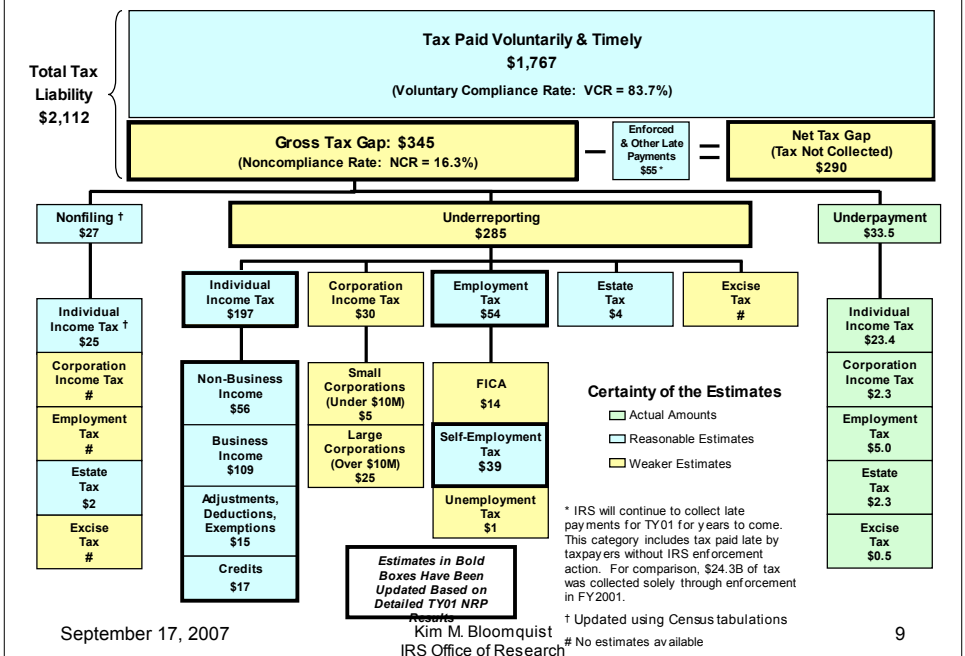 Total Tax
Liability
$2,112
Tax Paid Voluntarily & Timely
$1,767
(Voluntary Compliance Rate: VCR = 83.7%)
Gross Tax Gap: $345
(Noncompliance Rate: NCR = 16.3%)
Enforced
& Other Late
Payments
$55 *
Net Tax Gap
(Tax Not Collected)
$290
Nonfiling †
$27
Underreporting
$285
Underpayment
$33.5
Individual
Income Tax †
$25
Corporation
Income Tax
#
Employment
Tax
#
Estate
Tax
$2
Excise
Tax
#
Individual
Income Tax
$197
Non-Business
Income
$56
Business
Income
$109
Adjustments,
Deductions,
Exemptions
$15
Credits
$17
Corporation
Income Tax
$30
Small
Corporations
(Under $10M)
$5
Large
Corporations
(Over $10M)
$25
Employment
Tax
$54
FICA
$14
Self-Employment
Tax
$39
Unemployment
Tax
$1
Estate
Tax
$4
Excise
Tax
#
Individual
Income Tax
$23.4
Corporation
Income Tax
$2.3
Employment
Tax
$5.0
Estate
Tax
$2.3
Excise
Tax
$0.5
Certainty of the Estimates
Actual Amounts
Reasonable Estimates
Weaker Estimates
Estimates in Bold
Boxes Have Been
Updated Based on
Detailed TY01 NRP
Results
* IRS will continue to collect late
payments for TY01 for years to come.
This category includes tax paid late by
taxpayers without IRS enforcement
action. For comparison, $24.3B of tax
was collected solely through enforcement
in FY2001.
† Updated using Census tabulations
# No estimates available
September 17, 2007
Kim M. Bloomquist
IRS Office of Research
9